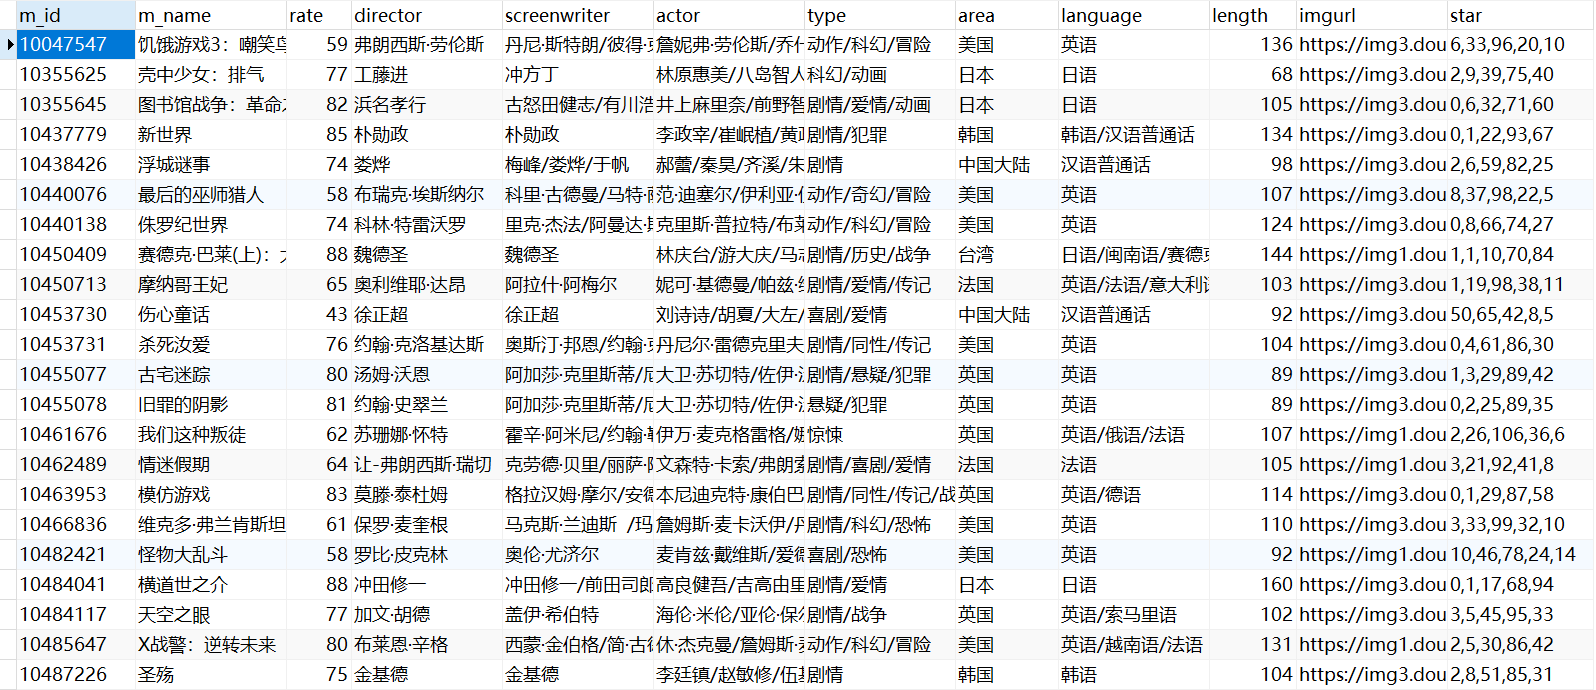 m_id m_name rate director screenwriter actor type area language length imgurl star
10047547 饥饿游戏3：嘲笑鸟 59 弗朗西斯·劳伦斯 丹尼·斯特朗/彼得·克 詹妮弗·劳伦斯/乔什 动作/科幻/冒险 美国 英语 136 https://img3.dou 6,33,96,20,10
10355625 壳中少女：排气 77 工藤进 冲方丁 林原惠美/八岛智人 科幻/动画 日本 日语 68 https://img3.dou 2,9,39,75,40
10355645 图书馆战争：革命之 82 浜名孝行 古怒田健志/有川浩 井上麻里奈/前野智 剧情/爱情/动画 日本 日语 105 https://img3.dou 0,6,32,71,60
10437779 新世界 85 朴勋政 朴勋政 李政宰/崔岷植/黄政 剧情/犯罪 韩国 韩语/汉语普通话 134 https://img3.dou 0,1,22,93,67
10438426 浮城谜事 74 娄烨 梅峰/娄烨/于帆 郝蕾/秦昊/齐溪/朱 剧情 中国大陆 汉语普通话 98 https://img3.dou 2,6,59,82,25
10440076 最后的巫师猎人 58 布瑞克·埃斯纳尔 科里·古德曼/马特·萨 范·迪塞尔/伊利亚·伍 动作/奇幻/冒险 美国 英语 107 https://img3.dou 8,37,98,22,5
10440138 侏罗纪世界 74 科林·特雷沃罗 里克·杰法/阿曼达·斯 克里斯·普拉特/布莱 动作/科幻/冒险 美国 英语 124 https://img3.dou 0,8,66,74,27
10450409 赛德克·巴莱(上)：太 88 魏德圣 魏德圣 林庆台/游大庆/马志 剧情/历史/战争 台湾 日语/闽南语/赛德克 144 https://img1.dou 1,1,10,70,84
10450713 摩纳哥王妃 65 奥利维耶·达昂 阿拉什·阿梅尔 妮可·基德曼/帕兹·维 剧情/爱情/传记 法国 英语/法语/意大利语 103 https://img3.dou 1,19,98,38,11
10453730 伤心童话 43 徐正超 徐正超 刘诗诗/胡夏/大左/ 喜剧/爱情 中国大陆 汉语普通话 92 https://img3.dou 50,65,42,8,5
10453731 杀死汝爱 76 约翰·克洛基达斯 奥斯汀·邦恩/约翰·克 丹尼尔·雷德克里夫 剧情/同性/传记 美国 英语 104 https://img3.dou 0,4,61,86,30
10455077 古宅迷踪 80 汤姆·沃恩 阿加莎·克里斯蒂/尼 大卫·苏切特/佐伊·沃 剧情/悬疑/犯罪 英国 英语 89 https://img3.dou 1,3,29,89,42
10455078 旧罪的阴影 81 约翰·史翠兰 阿加莎·克里斯蒂/尼 大卫·苏切特/佐伊·沃 悬疑/犯罪 英国 英语 89 https://img3.dou 0,2,25,89,35
10461676 我们这种叛徒 62 苏珊娜·怀特 霍辛·阿米尼/约翰·勒 伊万·麦克格雷格/娜 惊悚 英国 英语/俄语/法语 107 https://img1.dou 2,26,106,36,6
10462489 情迷假期 64 让-弗朗西斯·瑞切 克劳德·贝里/丽萨·阿 文森特·卡索/弗朗索 剧情/喜剧/爱情 法国 法语 105 https://img1.dou 3,21,92,41,8
10463953 模仿游戏 83 莫滕·泰杜姆 格拉汉姆·摩尔/安德 本尼迪克特·康伯巴 剧情/同性/传记/战 英国 英语/德语 114 https://img3.dou 0,1,29,87,58
10466836 维克多·弗兰肯斯坦 61 保罗·麦奎根 马克斯·兰迪斯 /玛 詹姆斯·麦卡沃伊/丹 剧情/科幻/恐怖 美国 英语 110 https://img3.dou 3,33,99,32,10
10482421 怪物大乱斗 58 罗比·皮克林 奥伦·尤济尔 麦肯兹·戴维斯/爱德 喜剧/恐怖 美国 英语 92 https://img1.dou 10,46,78,24,14
10484041 横道世之介 88 冲田修一 冲田修一/前田司郎 高良健吾/吉高由里 剧情/爱情 日本 日语 160 https://img3.dou 0,1,17,68,94
10484117 天空之眼 77 加文·胡德 盖伊·希伯特 海伦·米伦/亚伦·保尔 剧情/战争 英国 英语/索马里语 102 https://img3.dou 3,5,45,95,33
10485647 X战警：逆转未来 80 布莱恩·辛格 西蒙·金伯格/简·古德 休·杰克曼/詹姆斯·麦 动作/科幻/冒险 美国 英语/越南语/法语 131 https://img1.dou 2,5,30,86,42
10487226 圣殇 75 金基德 金基德 李廷镇/赵敏修/伍基 剧情 韩国 韩语 104 https://img3.dou 2,8,51,85,31